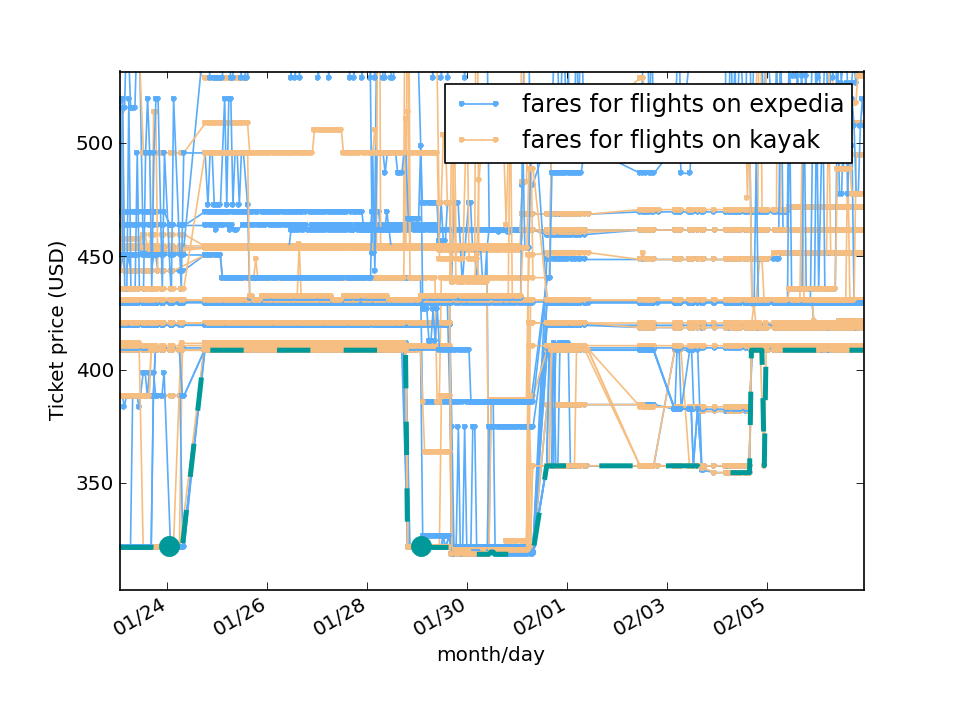 fares for flights on expedia
fares for flights on kayak
Ticket price (USD)
500
450
400
350
01/24
01/26
01/28
01/30
02/01
02/03
02/05
month/day